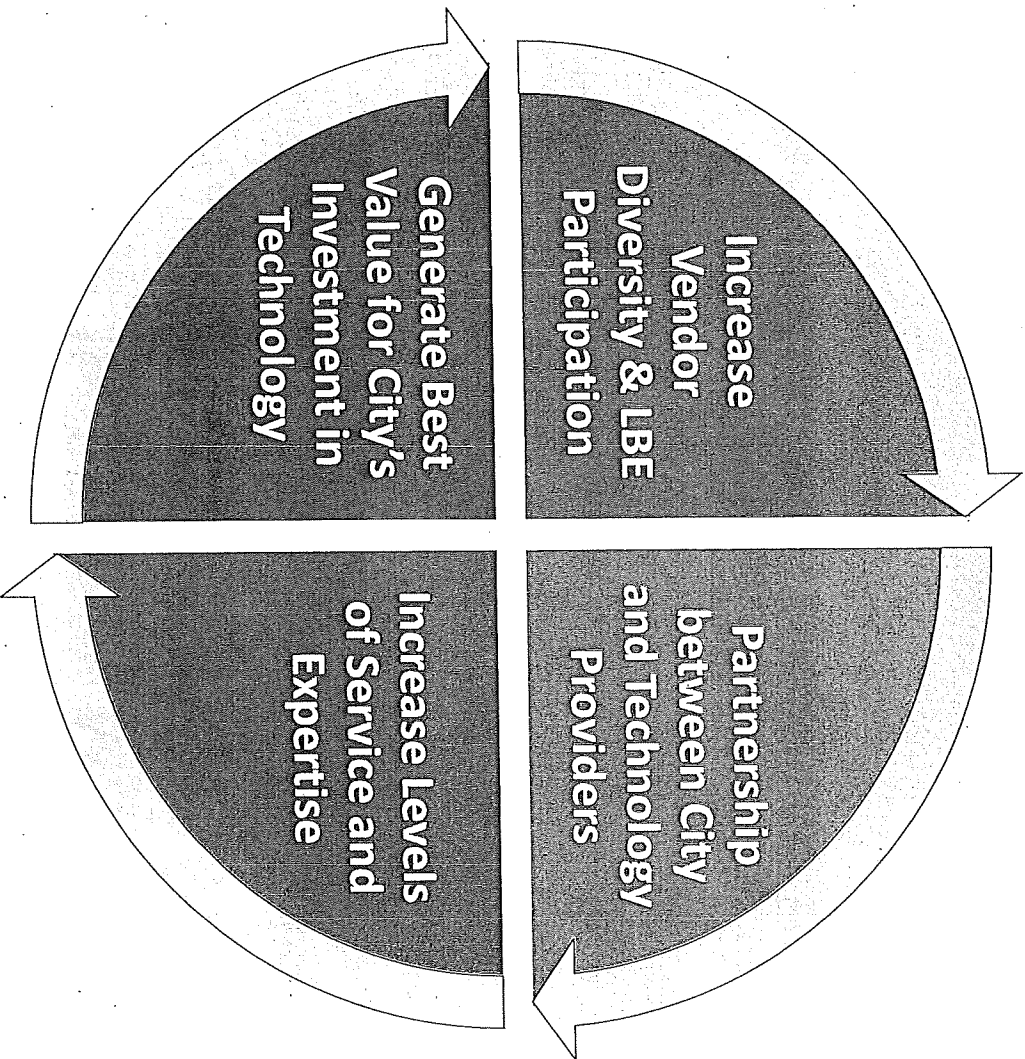 Increase
Vendor
Diversity & LBE
Participation
Partnership
between City
and Technology
Providers
Increase Levels
of Service and
Expertise
Generate Best
Value for City's
Investment in
Technology